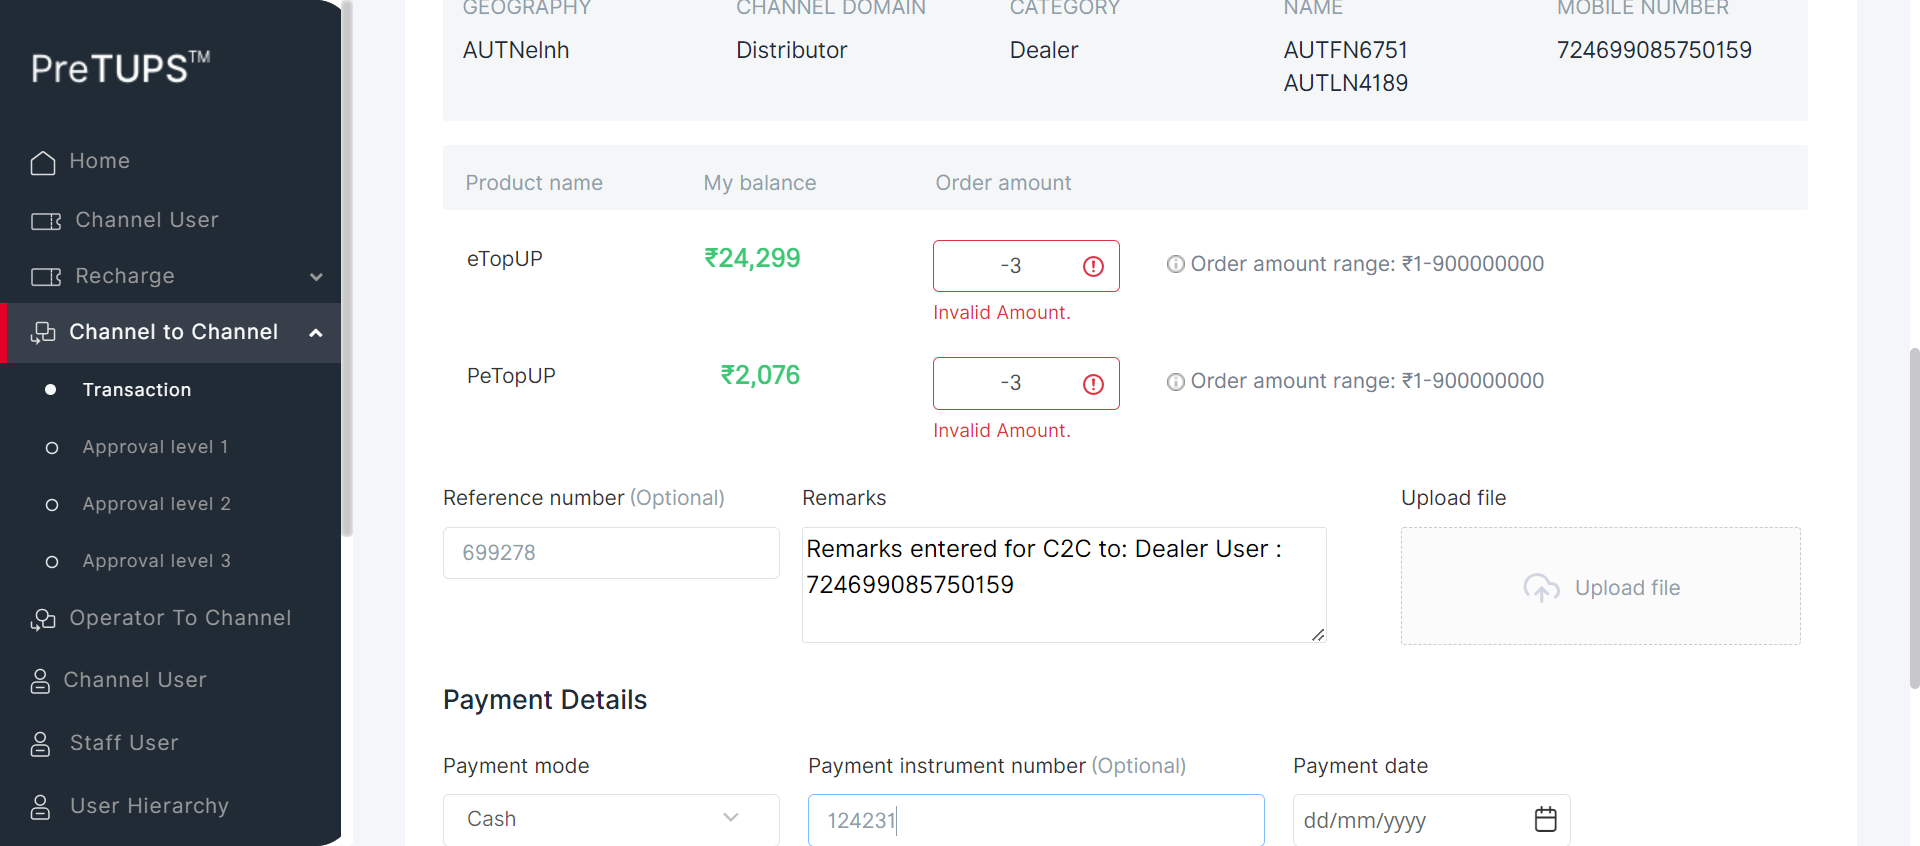 PreTUPS™
Home
Channel User
Recharge
Channel to Channel
Transaction
Approval level 1
Approval level 2
Approval level 3
Operator To Channel
Channel User
Staff User
User Hierarchy
GEOGRAPHY CHANNEL DOMAIN CATEGORY NAME MOBILE NUMBER
AUTNelnh Distributor Dealer AUTFN6751 724699085750159
AUTLN4189
Product name My balance Order amount
eTopUP ₹24,299 -3 Order amount range: ₹1-900000000
Invalid Amount.
PeTopUP ₹2,076 -3 Order amount range: ₹1-900000000
Invalid Amount.
Reference number (Optional) Remarks Upload file
699278 Remarks entered for C2C to: Dealer User :
724699085750159
Upload file
Payment Details
Payment mode Payment instrument number (Optional) Payment date
Cash 124231 dd/mm/yyyy